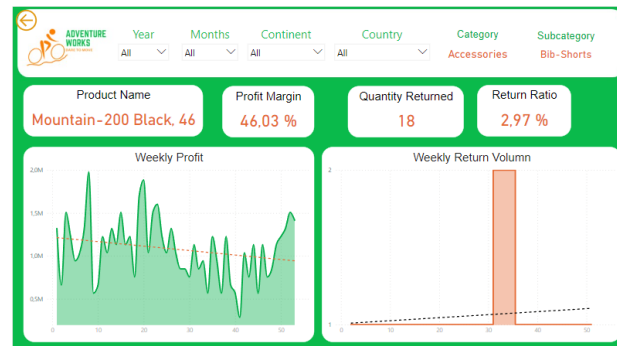 ADVENTURE
WORKS
Year
Months
Continent
Country
Category
Subcategory
All
All
All
All
Accessories
Bib-Shorts
Product Name
Profit Margin
Quantity Returned
Return Ratio
Mountain-200 Black, 46
46,03 %
18
2,97 %
Weekly Profit
2,0M
1,5M
1,0M
0,5M
0
10
20
30
40
50
Weekly Return Volumn
2
1
0
10
20
30
40
50